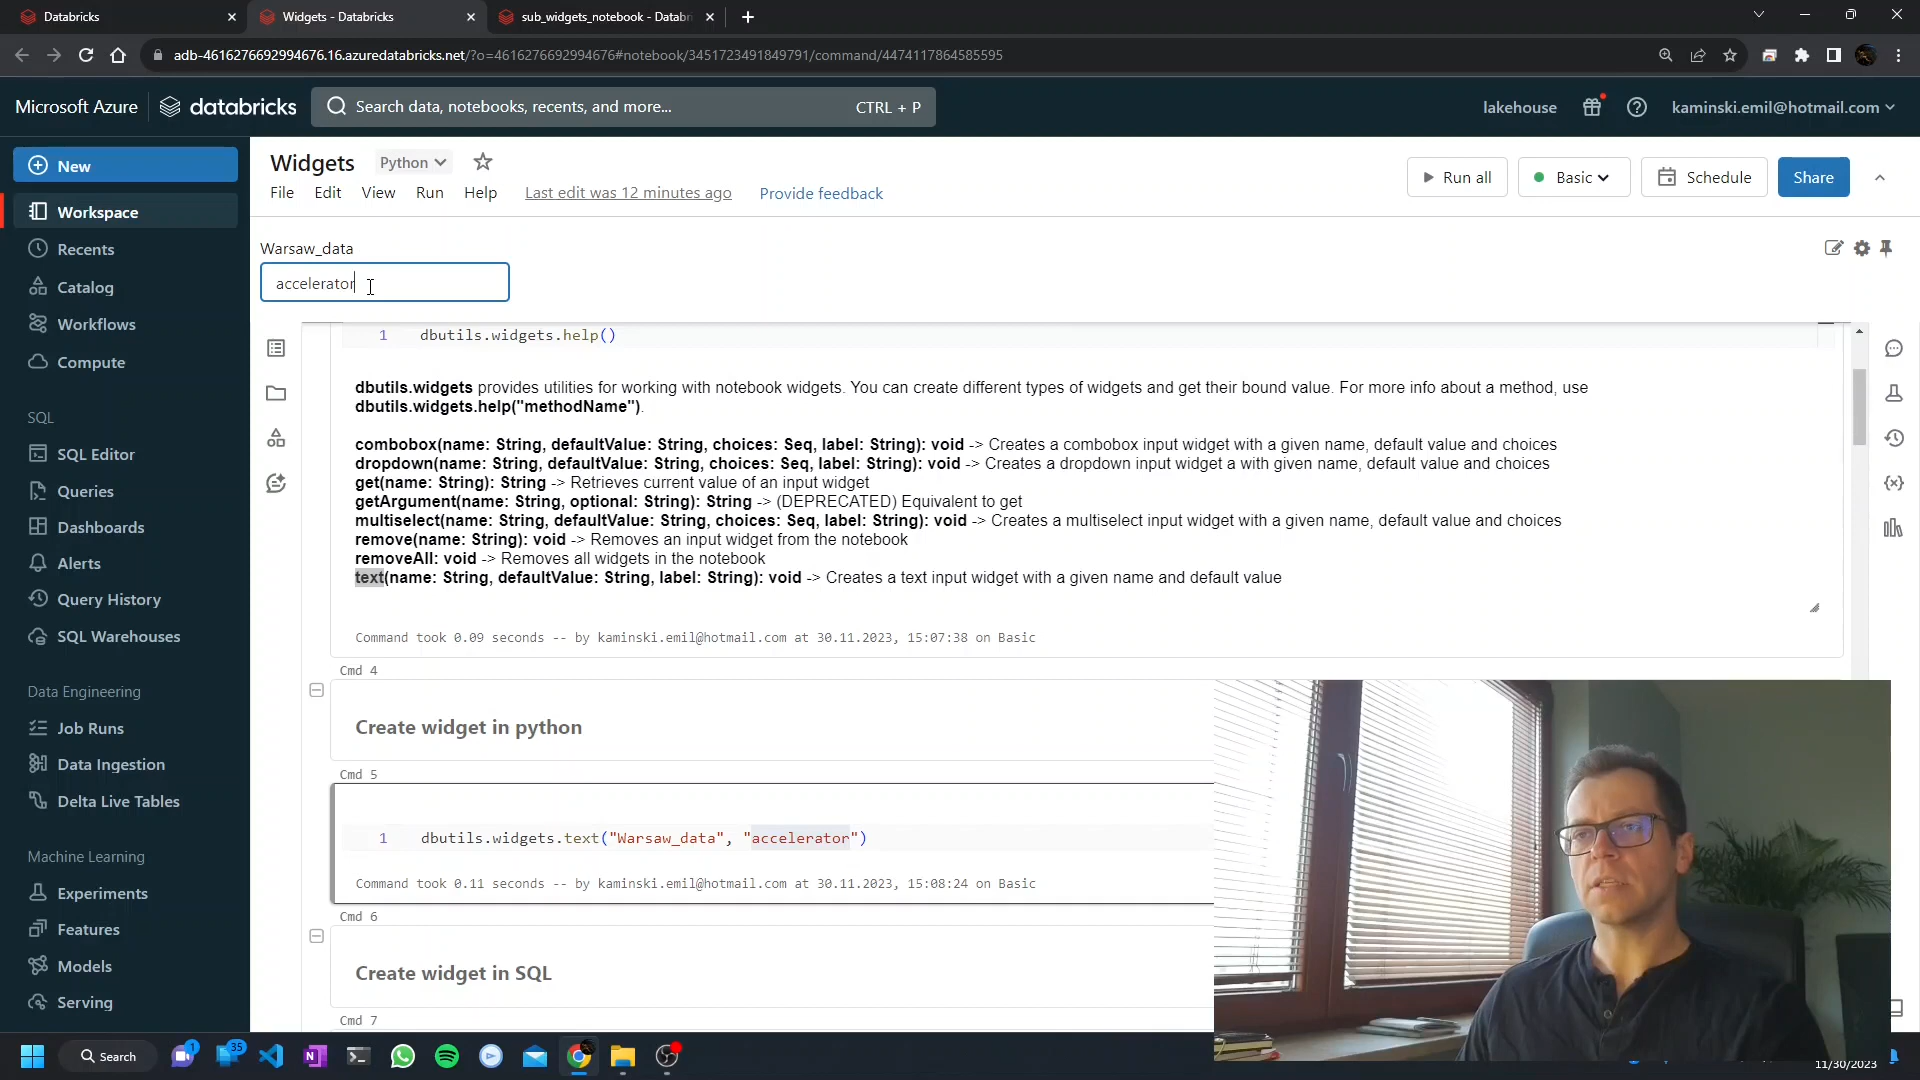 Databricks
Widgets - Databricks
sub_widgets_notebook - Databri
adb-4616276692994676.16.azuredatabricks.net/?o=4616276692994676#notebook/3451723491849791/command/4474117864585595
Microsoft Azure
databricks
Search data, notebooks, recents, and more...
CTRL + P
lakehouse
kaminski.emil@hotmail.com
New
Widgets
Python
File
Edit
View
Run
Help
Last edit was 12 minutes ago
Provide feedback
Run all
Basic
Schedule
Share
Workspace
Recents
Catalog
Workflows
Compute
SQL
SQL Editor
Queries
Dashboards
Alerts
Query History
SQL Warehouses
Data Engineering
Job Runs
Data Ingestion
Delta Live Tables
Machine Learning
Experiments
Features
Models
Serving
Warsaw_data
accelerator
1 dbutils.widgets.help()
dbutils.widgets provides utilities for working with notebook widgets. You can create different types of widgets and get their bound value. For more info about a method, use
dbutils.widgets.help("methodName").
combobox(name: String, defaultValue: String, choices: Seq, label: String): void -> Creates a combobox input widget with a given name, default value and choices
dropdown(name: String, defaultValue: String, choices: Seq, label: String): void -> Creates a dropdown input widget a with given name, default value and choices
get(name: String): String -> Retrieves current value of an input widget
getArgument(name: String, optional: String): String -> (DEPRECATED) Equivalent to get
multiselect(name: String, defaultValue: String, choices: Seq, label: String): void -> Creates a multiselect input widget with a given name, default value and choices
remove(name: String): void -> Removes an input widget from the notebook
removeAll: void -> Removes all widgets in the notebook
text(name: String, defaultValue: String, label: String): void -> Creates a text input widget with a given name and default value
Command took 0.09 seconds -- by kaminski.emil@hotmail.com at 30.11.2023, 15:07:38 on Basic
Cmd 4
Create widget in python
Cmd 5
1 dbutils.widgets.text("Warsaw_data", "accelerator")
Command took 0.11 seconds -- by kaminski.emil@hotmail.com at 30.11.2023, 15:08:24 on Basic
Cmd 6
Create widget in SQL
Cmd 7
Search
1
35
11/30/2023